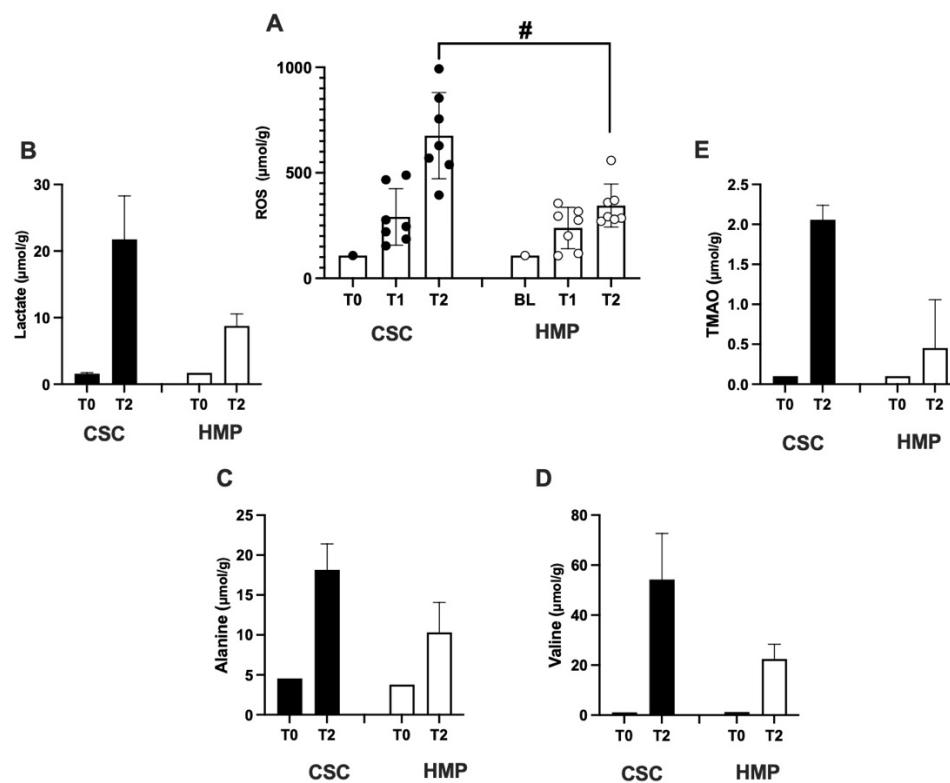 A
#
ROS (μmol/g)
1000
500
0
T0 T1 T2 BL T1 T2
CSC HMP
B
Lactate (μmol/g)
30
20
10
0
T0 T2 T0 T2
CSC HMP
E
TMAO (μmol/g)
2.5
2.0
1.5
1.0
0.5
0.0
T0 T2 T0 T2
CSC HMP
C
Alanine (μmol/g)
25
20
15
10
5
0
T0 T2 T0 T2
CSC HMP
D
Valine (μmol/g)
80
60
40
20
0
T0 T2 T0 T2
CSC HMP